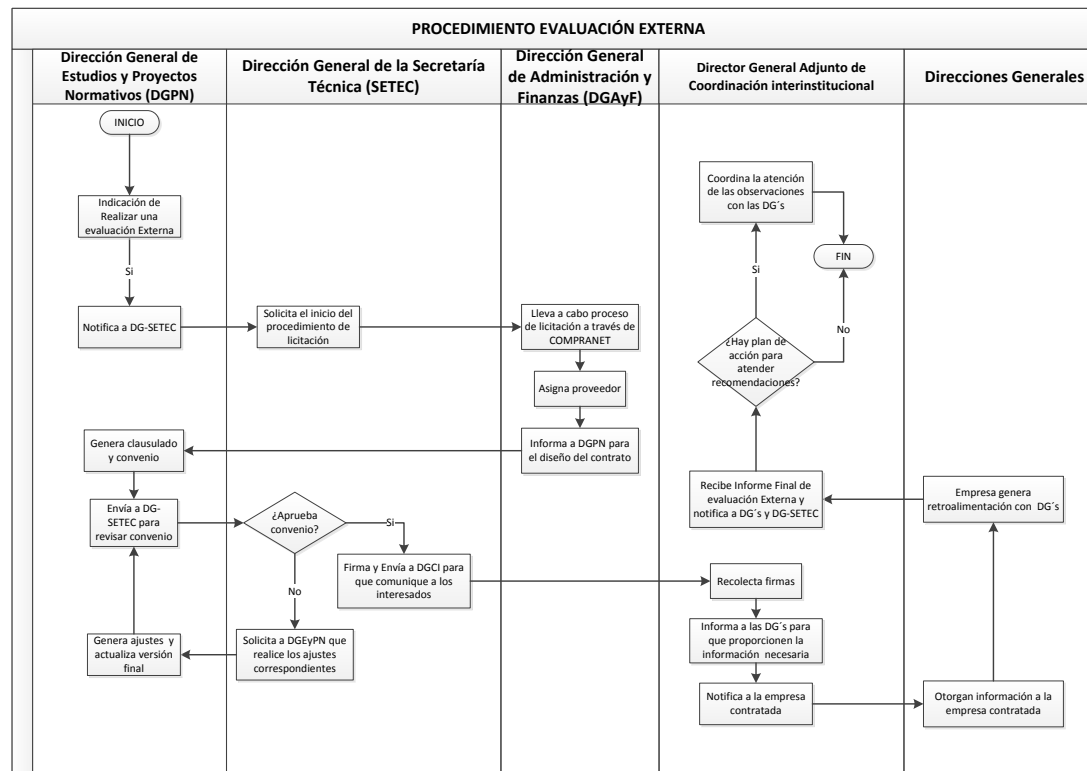 PROCEDIMIENTO EVALUACIÓN EXTERNA
Dirección General de
Estudios y Proyectos
Normativos (DGPN)
Dirección General de la Secretaría
Técnica (SETEC)
Dirección General
de Administración y
Finanzas (DGAyF)
Director General Adjunto de
Coordinación interinstitucional
Direcciones Generales
INICIO
Indicación de
Realizar una
evaluación Externa
Si
Notifica a DG-SETEC
Solicita el inicio del
procedimiento de
licitación
Lleva a cabo proceso
de licitación a través de
COMPRANET
Asigna proveedor
Informa a DGPN para
el diseño del contrato
Genera clausulado
y convenio
Envía a DG-
SETEC para
revisar convenio
¿Aprueba
convenio?
Si
No
Firma y Envía a DGCI para
que comunique a los
interesados
Solicita a DGEyPN que
realice los ajustes
correspondientes
Genera ajustes y
actualiza versión
final
Recolecta firmas
Informa a las DG´s para
que proporcionen la
información necesaria
Notifica a la empresa
contratada
Otorgan información a la
empresa contratada
Empresa genera
retroalimentación con DG´s
Recibe Informe Final de
evaluación Externa y
notifica a DG´s y DG-SETEC
¿Hay plan de
acción para
atender
recomendaciones?
Si
No
Coordina la atención
de las observaciones
con las DG´s
FIN